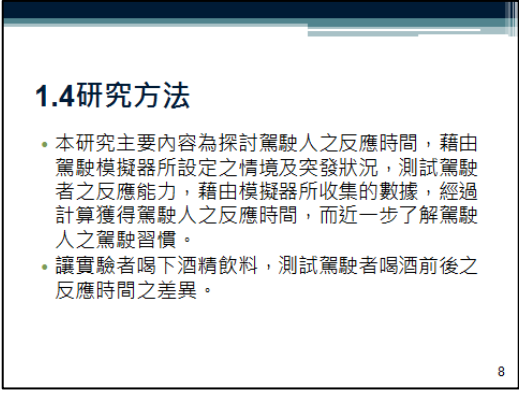 1.4研究方法
• 本研究主要內容為探討駕駛人之反應時間，藉由
駕駛模擬器所設定之情境及突發狀況，測試駕駛
者之反應能力，藉由模擬器所收集的數據，經過
計算獲得駕駛人之反應時間，而近一步了解駕駛
人之駕駛習慣。
• 讓實驗者喝下酒精飲料，測試駕駛者喝酒前後之
反應時間之差異。
8